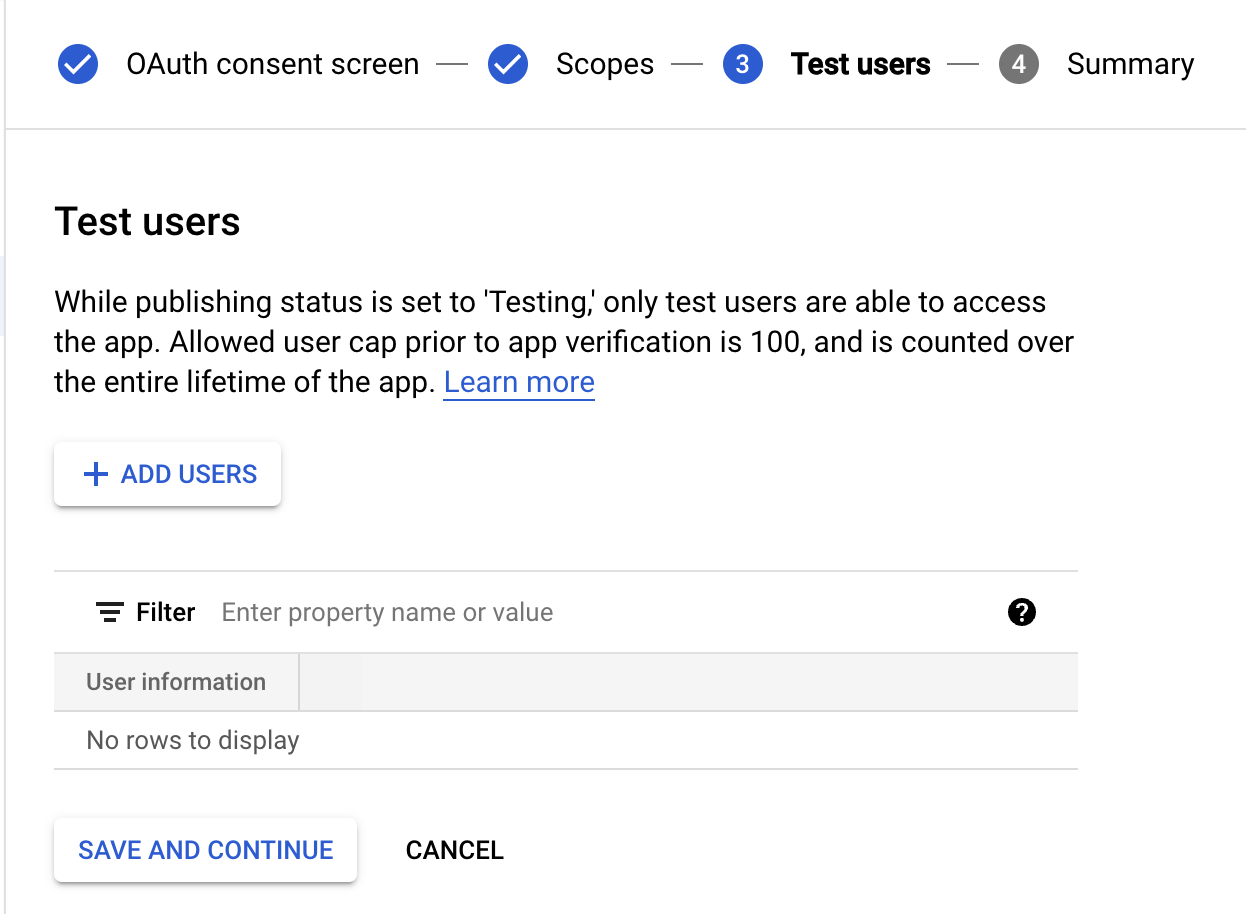 OAuth consent screen — Scopes — 3 Test users — 4 Summary
Test users
While publishing status is set to 'Testing,' only test users are able to access
the app. Allowed user cap prior to app verification is 100, and is counted over
the entire lifetime of the app. Learn more
+ ADD USERS
Filter Enter property name or value ?
User information
No rows to display
SAVE AND CONTINUE CANCEL